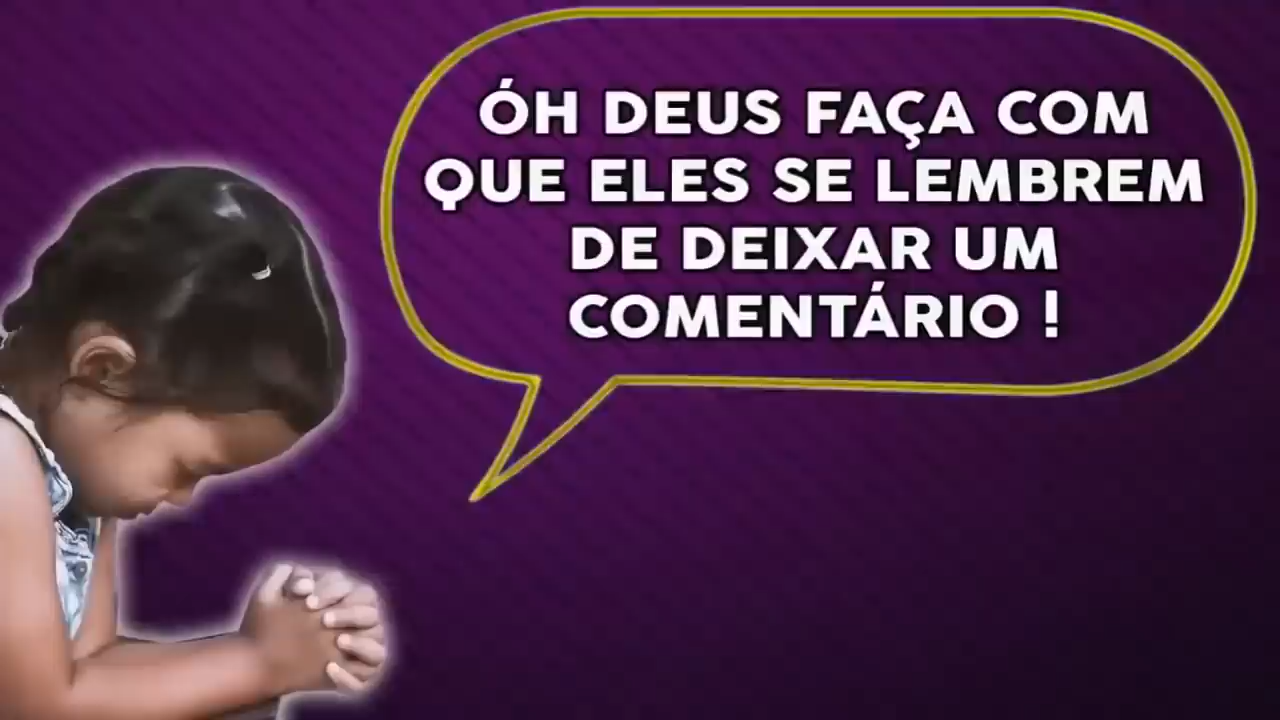 ÓH DEUS FAÇA COM
QUE ELES SE LEMBREM
DE DEIXAR UM
COMENTÁRIO !